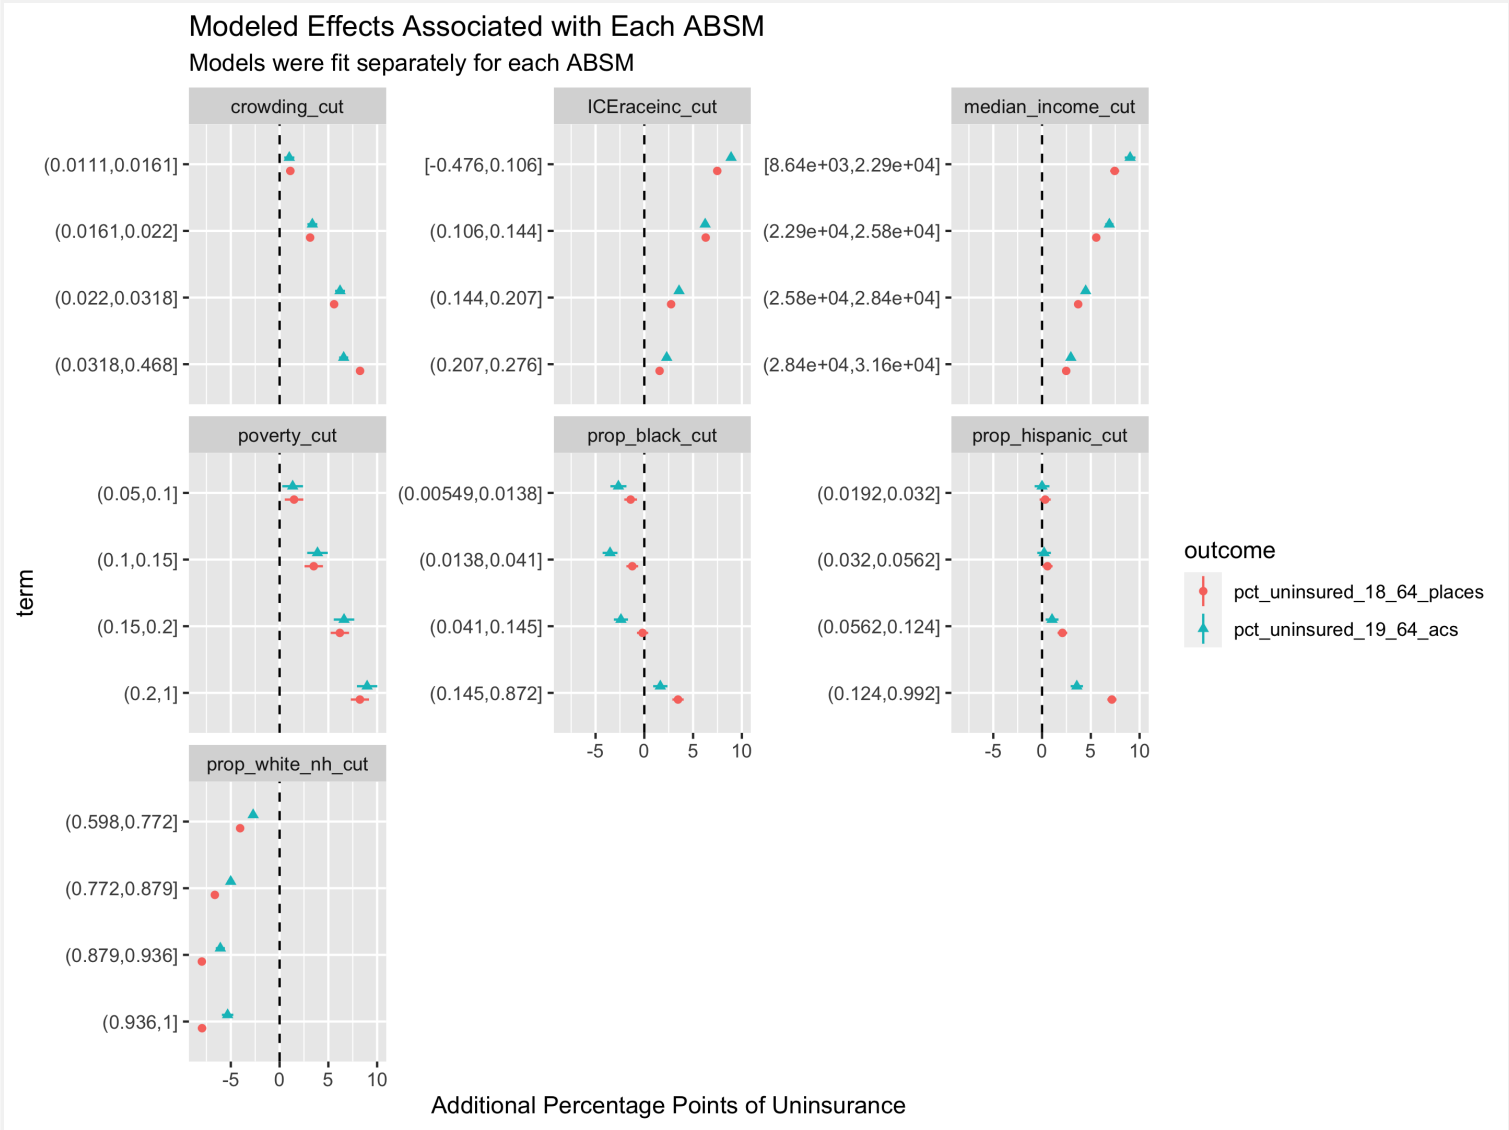 Modeled Effects Associated with Each ABSM
Models were fit separately for each ABSM
crowding_cut
(0.0111,0.0161]
(0.0161,0.022]
(0.022,0.0318]
(0.0318,0.468]
ICEraceinc_cut
[-0.476,0.106]
(0.106,0.144]
(0.144,0.207]
(0.207,0.276]
median_income_cut
[8.64e+03,2.29e+04]
(2.29e+04,2.58e+04]
(2.58e+04,2.84e+04]
(2.84e+04,3.16e+04]
poverty_cut
(0.05,0.1]
(0.1,0.15]
(0.15,0.2]
(0.2,1]
prop_black_cut
(0.00549,0.0138]
(0.0138,0.041]
(0.041,0.145]
(0.145,0.872]
-5 0 5 10
prop_hispanic_cut
(0.0192,0.032]
(0.032,0.0562]
(0.0562,0.124]
(0.124,0.992]
-5 0 5 10
prop_white_nh_cut
(0.598,0.772]
(0.772,0.879]
(0.879,0.936]
(0.936,1]
-5 0 5 10
term
Additional Percentage Points of Uninsurance
outcome
pct_uninsured_18_64_places
pct_uninsured_19_64_acs